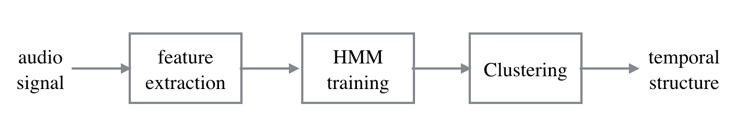 audio
signal
feature
extraction
HMM
training
Clustering
temporal
structure